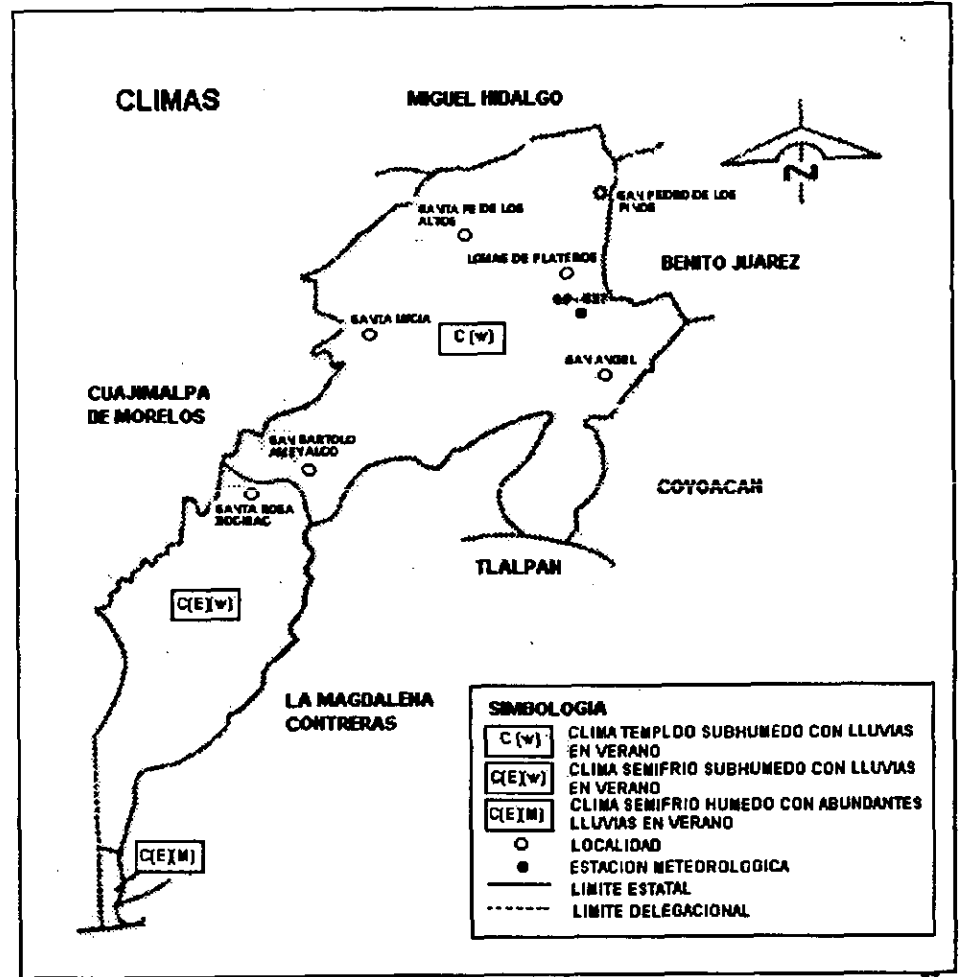 CLIMAS
MIGUEL HIDALGO
N
SAN PEDRO DE LOS
PINOS
SANTA FE DE LOS
ALTOS
LOMAS DE PLATEROS
BENITO JUAREZ
SANTA LUCIA
C (w)
SAN ANGEL
CUAJIMALPA
DE MORELOS
SAN BARTOLO
AMEYALCO
SANTA ROSA
COYOACAN
TLALPAN
C(E)(w)
LA MAGDALENA
CONTRERAS
C(E)(M)
SIMBOLOGIA
C (w) CLIMA TEMPLDO SUBHUMEDO CON LLUVIAS
EN VERANO
C(E)(w) CLIMA SEMIFRIO SUBHUMEDO CON LLUVIAS
EN VERANO
C(E)(M) CLIMA SEMIFRIO HUMEDO CON ABUNDANTES
LLUVIAS EN VERANO
LOCALIDAD
ESTACION METEOROLOGICA
LIMITE ESTATAL
LIMITE DELEGACIONAL